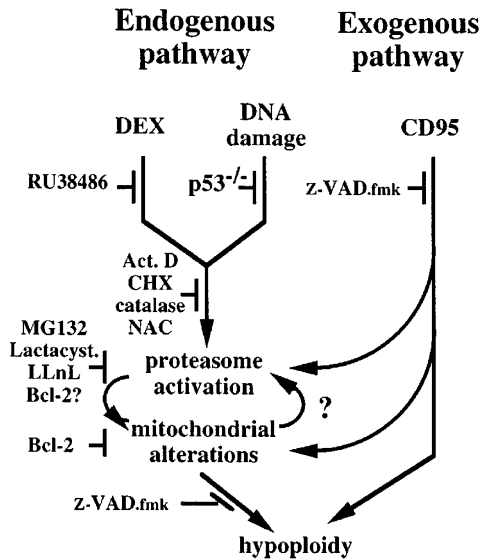 Endogenous pathway
Exogenous pathway
DEX
DNA damage
CD95
RU38486
p53-/-
Z-VAD.fmk
Act. D
CHX
catalase
NAC
MG132
Lactacyst.
LLnL
Bcl-2?
proteasome
activation
?
Bcl-2
mitochondrial
alterations
Z-VAD.fmk
hypoploidy